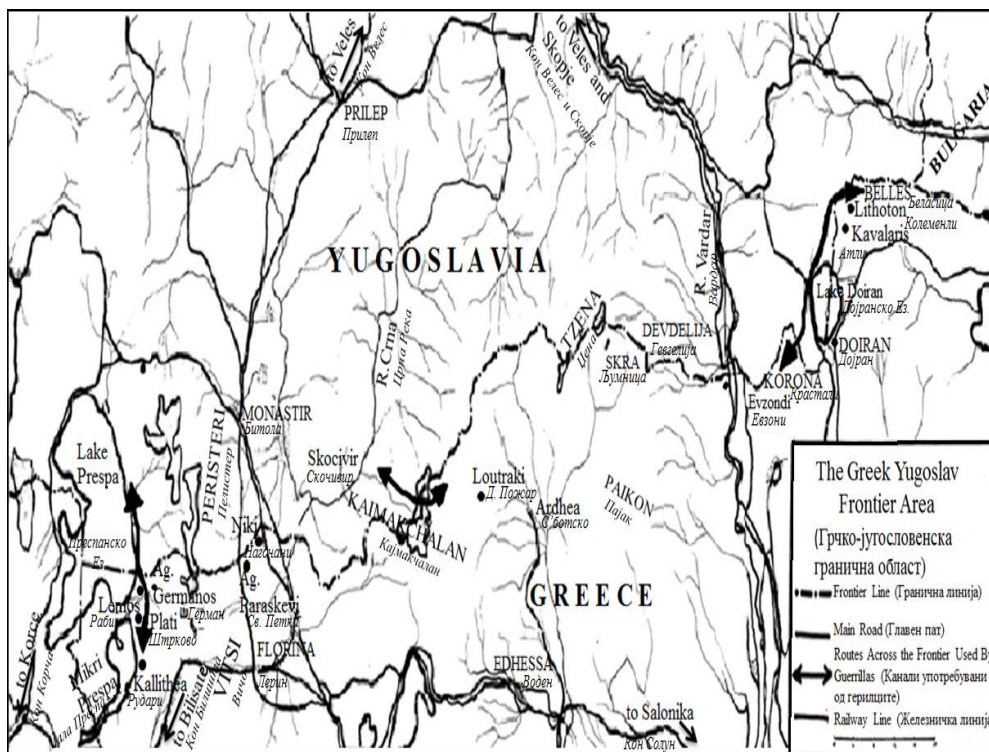 to Veles
Кон Велес
to Veles and
Skopje
Кон Велес и Скопје
BULGARIA
PRILEP
Прилеп
BELLES
Беласица
Lithoton
Колеменли
Kavalaris
Атли
YUGOSLAVIA
R. Vardar
Вардар
R. Crna
Црна Река
TZENA
Цена
Lake Doiran
Дојранско Ез.
DEVDELIJA
Гевгелија
SKRA
Љумница
DOIRAN
Дојран
KORONA
Крастали
Evzondi
Евзони
MONASTIR
Битола
PERISTERI
Пелистер
Lake
Prespa
Преспанско
Ез.
Skocivir
Скочивир
KAIMAKCHALAN
Кајмакчалан
Loutraki
Д. Пожар
Ardhea
С'ботско
PAIKON
Пајак
Niki
Негочани
Ag.
Germanos
Герман
Ag.
Paraskevi
Св. Петка
Lemos
Раби
Plati
Штрково
GREECE
Mikri
Prespa
Мала Преспа
Kallithea
Рудари
VITSI
Вичо
FLORINA
Лерин
EDHESSA
Воден
to Korce
Кон Корча
to Bilisate
Кон Билишча
to Salonika
Кон Солун
The Greek Yugoslav
Frontier Area
(Грчко-југословенска
гранична област)
Frontier Line (Гранична линија)
Main Road (Главен пат)
Routes Across the Frontier Used By
Guerrillas (Канали употребувани
од герилците)
Railway Line (Железничка линија)